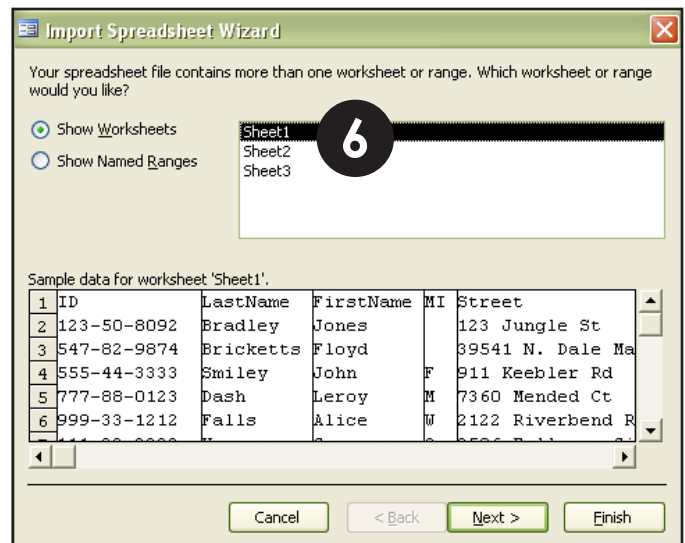 Import Spreadsheet Wizard
Your spreadsheet file contains more than one worksheet or range. Which worksheet or range
would you like?
Show Worksheets
Show Named Ranges
Sheet1
Sheet2
Sheet3
6
Sample data for worksheet 'Sheet1'.
1 ID LastName FirstName MI Street
2 123-50-8092 Bradley Jones 123 Jungle St
3 547-82-9874 Bricketts Floyd 39541 N. Dale Ma
4 555-44-3333 Smiley John F 911 Keebler Rd
5 777-88-0123 Dash Leroy M 7360 Mended Ct
6 999-33-1212 Falls Alice W 2122 Riverbend R
Cancel < Back Next > Finish